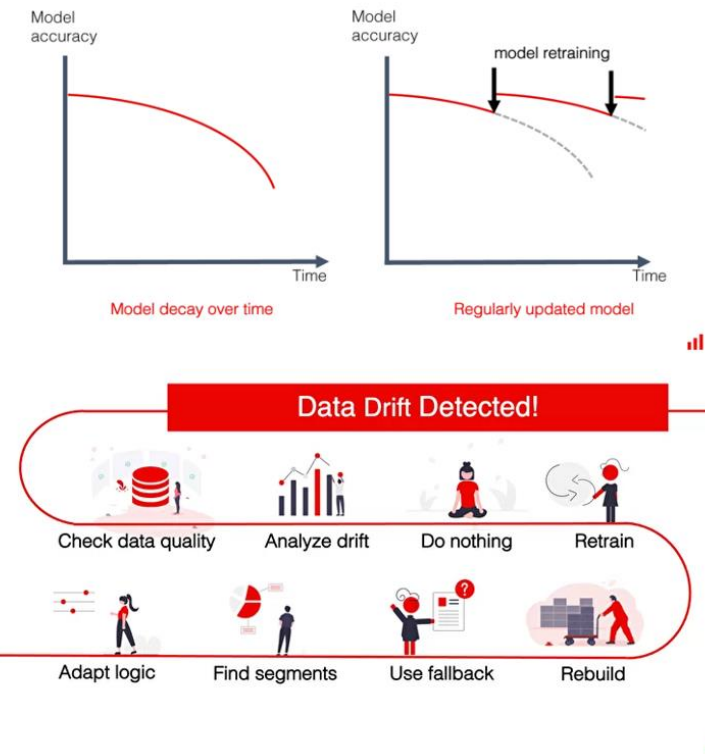 Model
accuracy
Model
accuracy
model retraining
Time
Time
Model decay over time
Regularly updated model
Data Drift Detected!
Check data quality
Analyze drift
Do nothing
Retrain
?
Adapt logic
Find segments
Use fallback
Rebuild